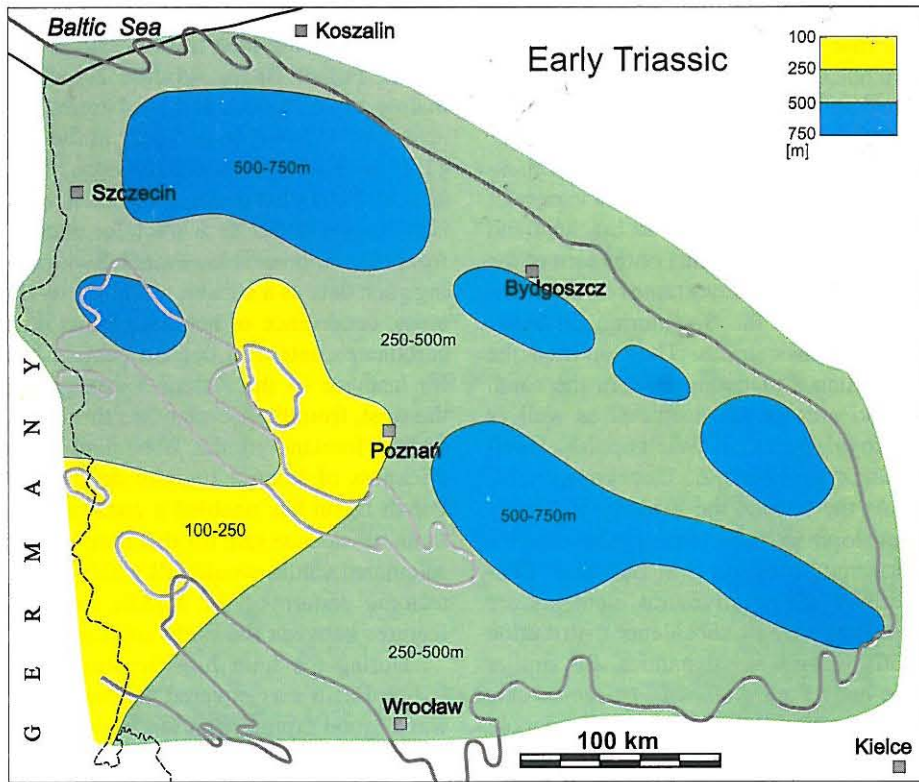 Baltic Sea
Koszalin
Early Triassic
100
250
500
750
[m]
500-750m
Szczecin
Bydgoszcz
250-500m
Poznań
100-250
500-750m
250-500m
Wrocław
100 km
Kielce
GERMANY